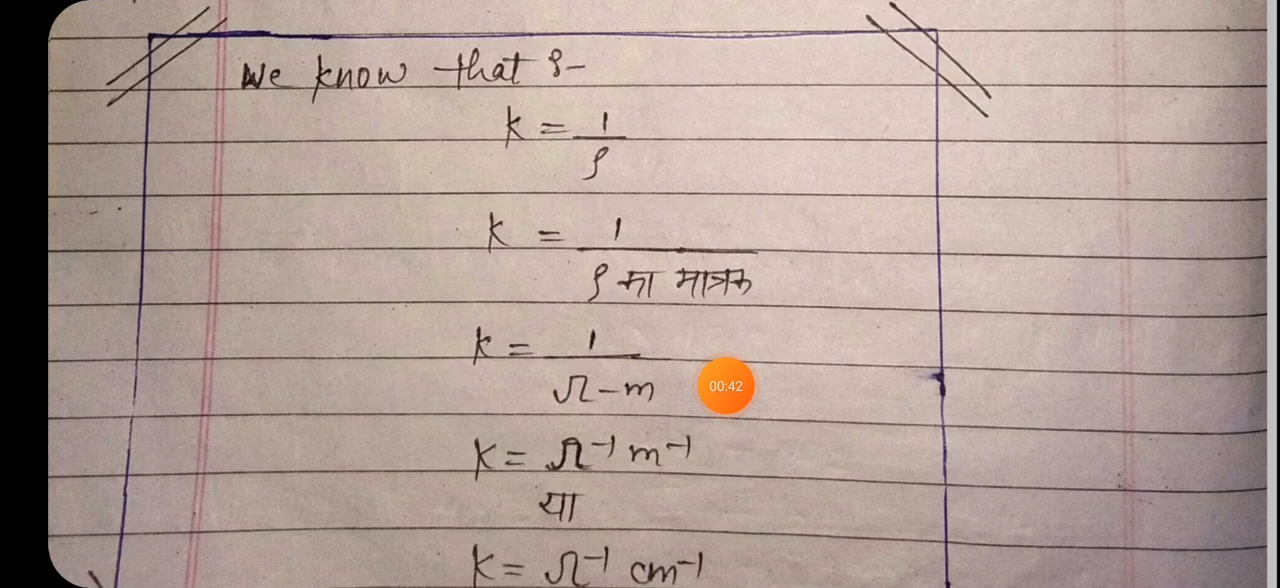 We know that :-
K = 1/ρ
K = 1/ρ का मात्रक
K = 1/Ω-m
00:42
K = Ω⁻¹ m⁻¹
या
K = Ω⁻¹ cm⁻¹